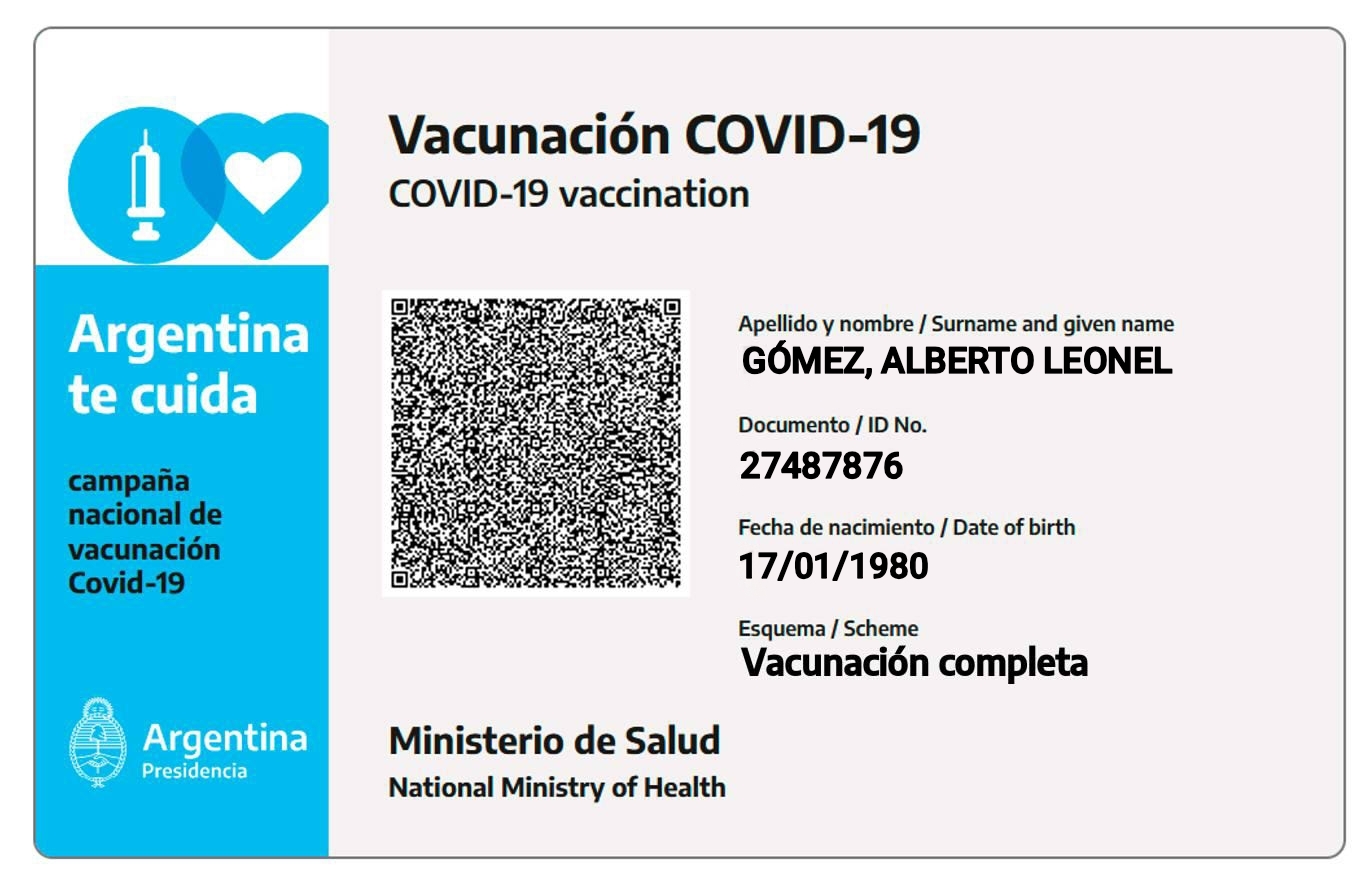 Vacunación COVID-19
COVID-19 vaccination
Argentina
te cuida
campaña
nacional de
vacunación
Covid-19
Argentina
Presidencia
Apellido y nombre / Surname and given name
GÓMEZ, ALBERTO LEONEL
Documento / ID No.
27487876
Fecha de nacimiento / Date of birth
17/01/1980
Esquema / Scheme
Vacunación completa
Ministerio de Salud
National Ministry of Health